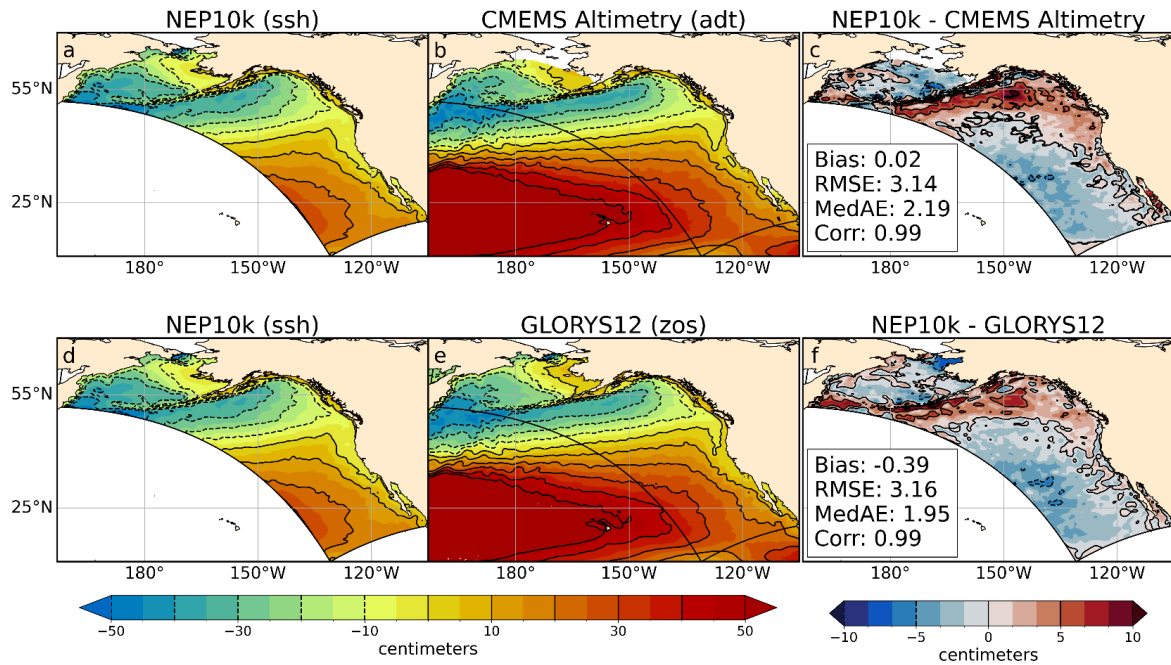 NEP10k (ssh)
CMEMS Altimetry (adt)
NEP10k - CMEMS Altimetry
a
b
c
55°N
25°N
Bias: 0.02
RMSE: 3.14
MedAE: 2.19
Corr: 0.99
180°
150°W
120°W
180°
150°W
120°W
180°
150°W
120°W
NEP10k (ssh)
GLORYS12 (zos)
NEP10k - GLORYS12
d
e
f
55°N
25°N
Bias: -0.39
RMSE: 3.16
MedAE: 1.95
Corr: 0.99
180°
150°W
120°W
180°
150°W
120°W
180°
150°W
120°W
−50
−30
−10
10
30
50
centimeters
−10
−5
0
5
10
centimeters